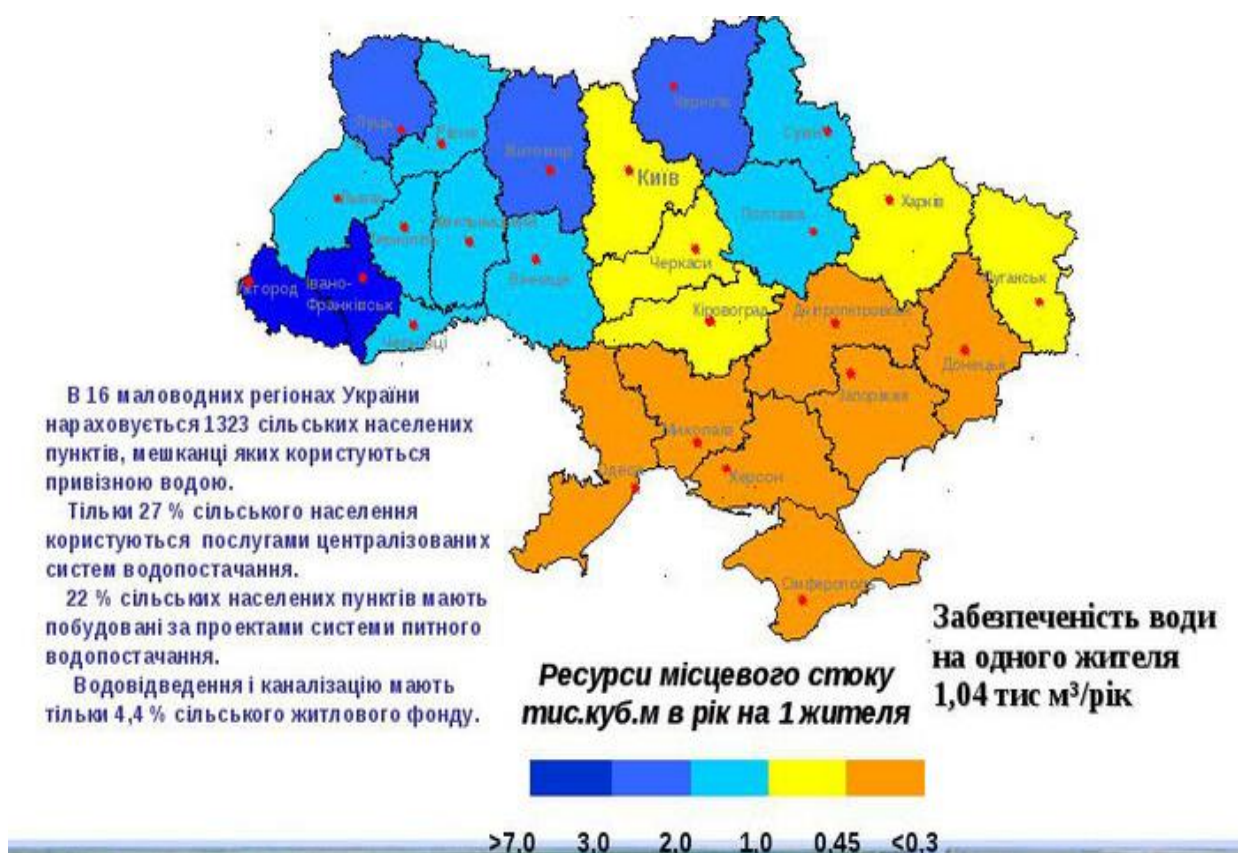 Чернігів
Луцьк
Рівне
Суми
Житомир
Київ
Львів
Харків
Полтава
Тернопіль
Хмельницький
Черкаси
Вінниця
Ужгород
Івано-
Франківськ
Луганськ
Кіровоград
Дніпропетровськ
Чернівці
Донецьк
Запоріжжя
Миколаїв
Одеса
Херсон
Сімферополь
В 16 маловодних регіонах України
нараховується 1323 сільських населених
пунктів, мешканці яких користуються
привізною водою.
Тільки 27 % сільського населення
користуються послугами централізованих
систем водопостачання.
22 % сільських населених пунктів мають
побудовані за проектами системи питного
водопостачання.
Водовідведення і каналізацію мають
тільки 4,4 % сільського житлового фонду.
Забезпеченість води
на одного жителя
1,04 тис м³/рік
Ресурси місцевого стоку
тис.куб.м в рік на 1 жителя
>7,0 3,0 2,0 1,0 0,45 <0,3